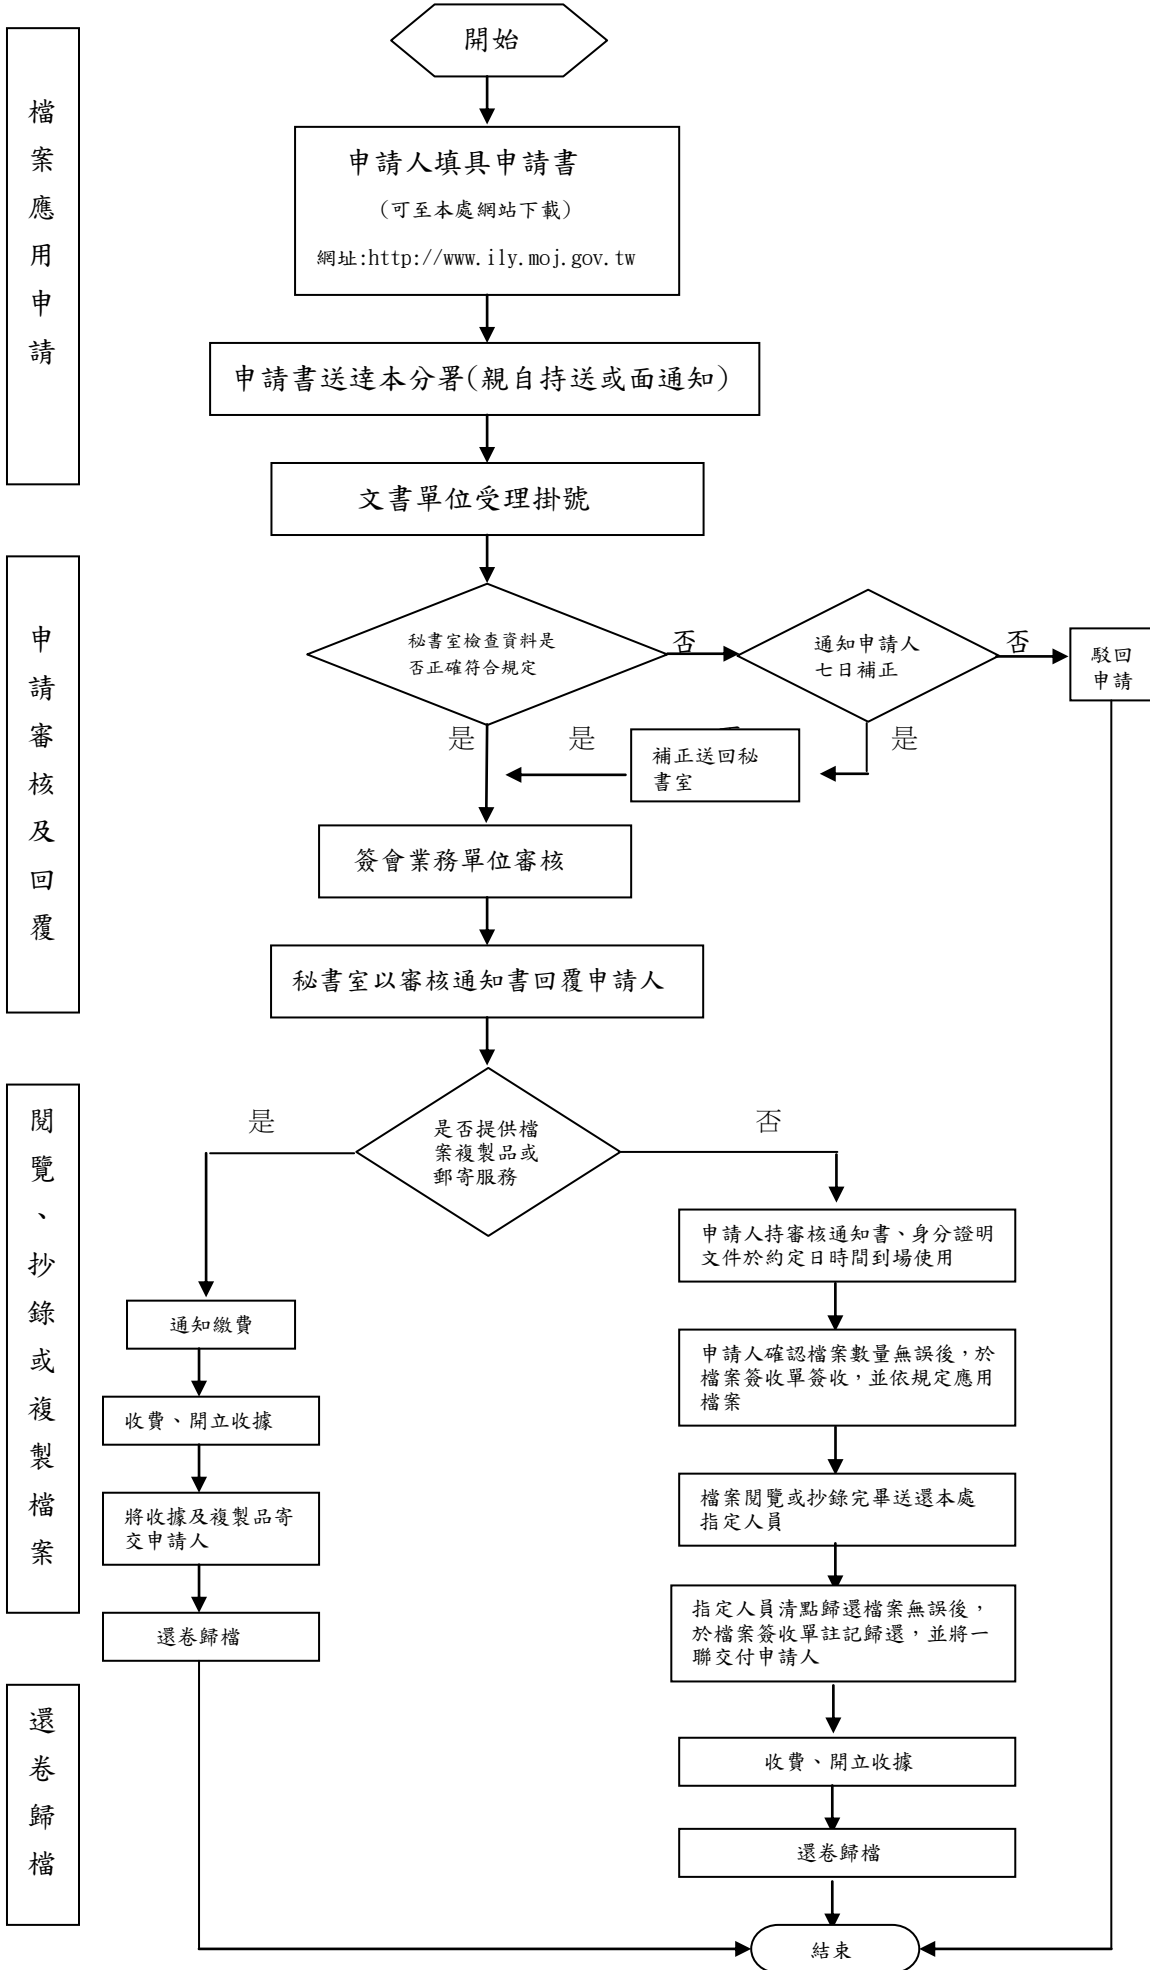 檔案應用申請
開始
申請人填具申請書
(可至本處網站下載)
網址:http://www.ily.moj.gov.tw
申請書送達本分署(親自持送或面通知)
文書單位受理掛號
申請審核及回覆
秘書室檢查資料是
否正確符合規定
否
通知申請人
七日補正
否
駁回
申請
是
是
補正送回秘
書室
是
簽會業務單位審核
秘書室以審核通知書回覆申請人
閱覽、抄錄或複製檔案
是
是否提供檔
案複製品或
郵寄服務
否
申請人持審核通知書、身分證明
文件於約定日時間到場使用
通知繳費
申請人確認檔案數量無誤後，於
檔案簽收單簽收，並依規定應用
檔案
收費、開立收據
檔案閱覽或抄錄完畢送還本處
指定人員
將收據及複製品寄
交申請人
指定人員清點歸還檔案無誤後，
於檔案簽收單註記歸還，並將一
聯交付申請人
還卷歸檔
還卷歸檔
收費、開立收據
還卷歸檔
結束